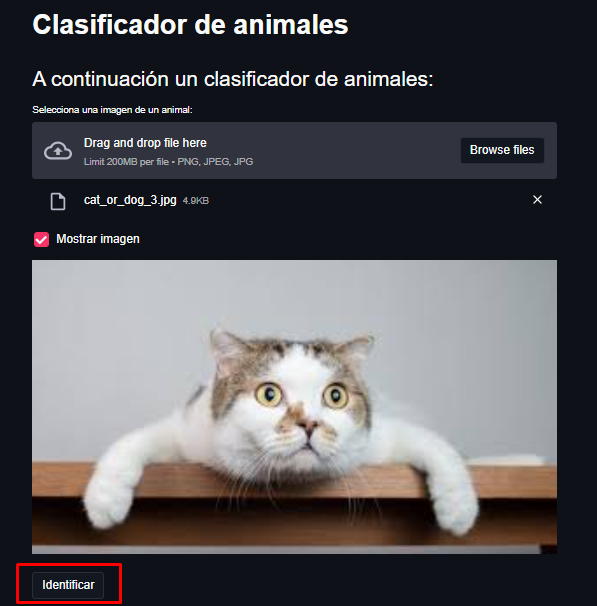 Clasificador de animales
A continuación un clasificador de animales:
Selecciona una imagen de un animal:
Drag and drop file here
Limit 200MB per file • PNG, JPEG, JPG
Browse files
cat_or_dog_3.jpg 4.9KB
Mostrar imagen
Identificar